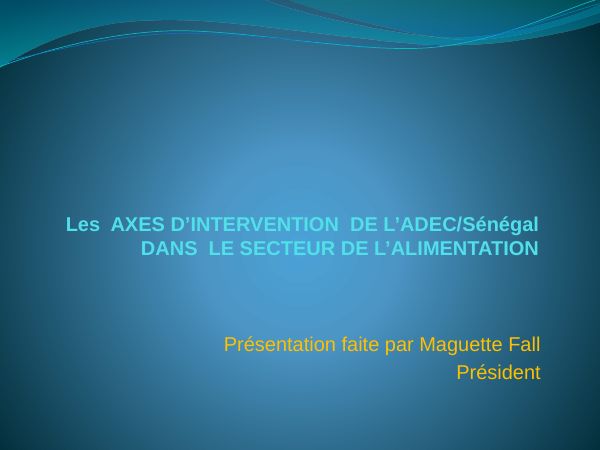 Les  AXES D’INTERVENTION  DE L’ADEC/Sénégal
DANS  LE SECTEUR DE L’ALIMENTATION
Présentation faite par Maguette Fall
Président